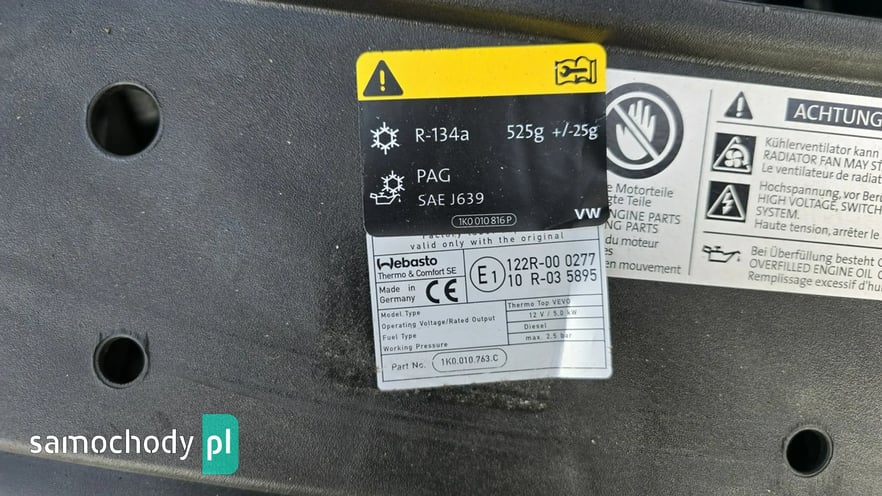 R-134a 525g +/-25g
PAG
SAE J639
1K0 010 816 P
VW
valid only with the original
Webasto
Thermo & Comfort SE
Made in
Germany
CE
E1
122R-00 0277
10 R-03 5895
Model Type Thermo Top VEVO
Operating Voltage/Rated Output 12 V / 5,0 kW
Fuel Type Diesel
Working Pressure max. 2.5 bar
Part No. 1K0.010.763.C
e Motorteile
gte Teile
ENGINE PARTS
NG PARTS
du moteur
es
en mouvement
ACHTUNG
Kühlerventilator kann
RADIATOR FAN MAY
Le ventilateur de radiat
Hochspannung, vor Ber
HIGH VOLTAGE, SWITCH
SYSTEM.
Haute tension, arrêter le
Bei Überfüllung besteht
OVERFILLED ENGINE OIL
Remplissage excessif d'hu
samochody pl